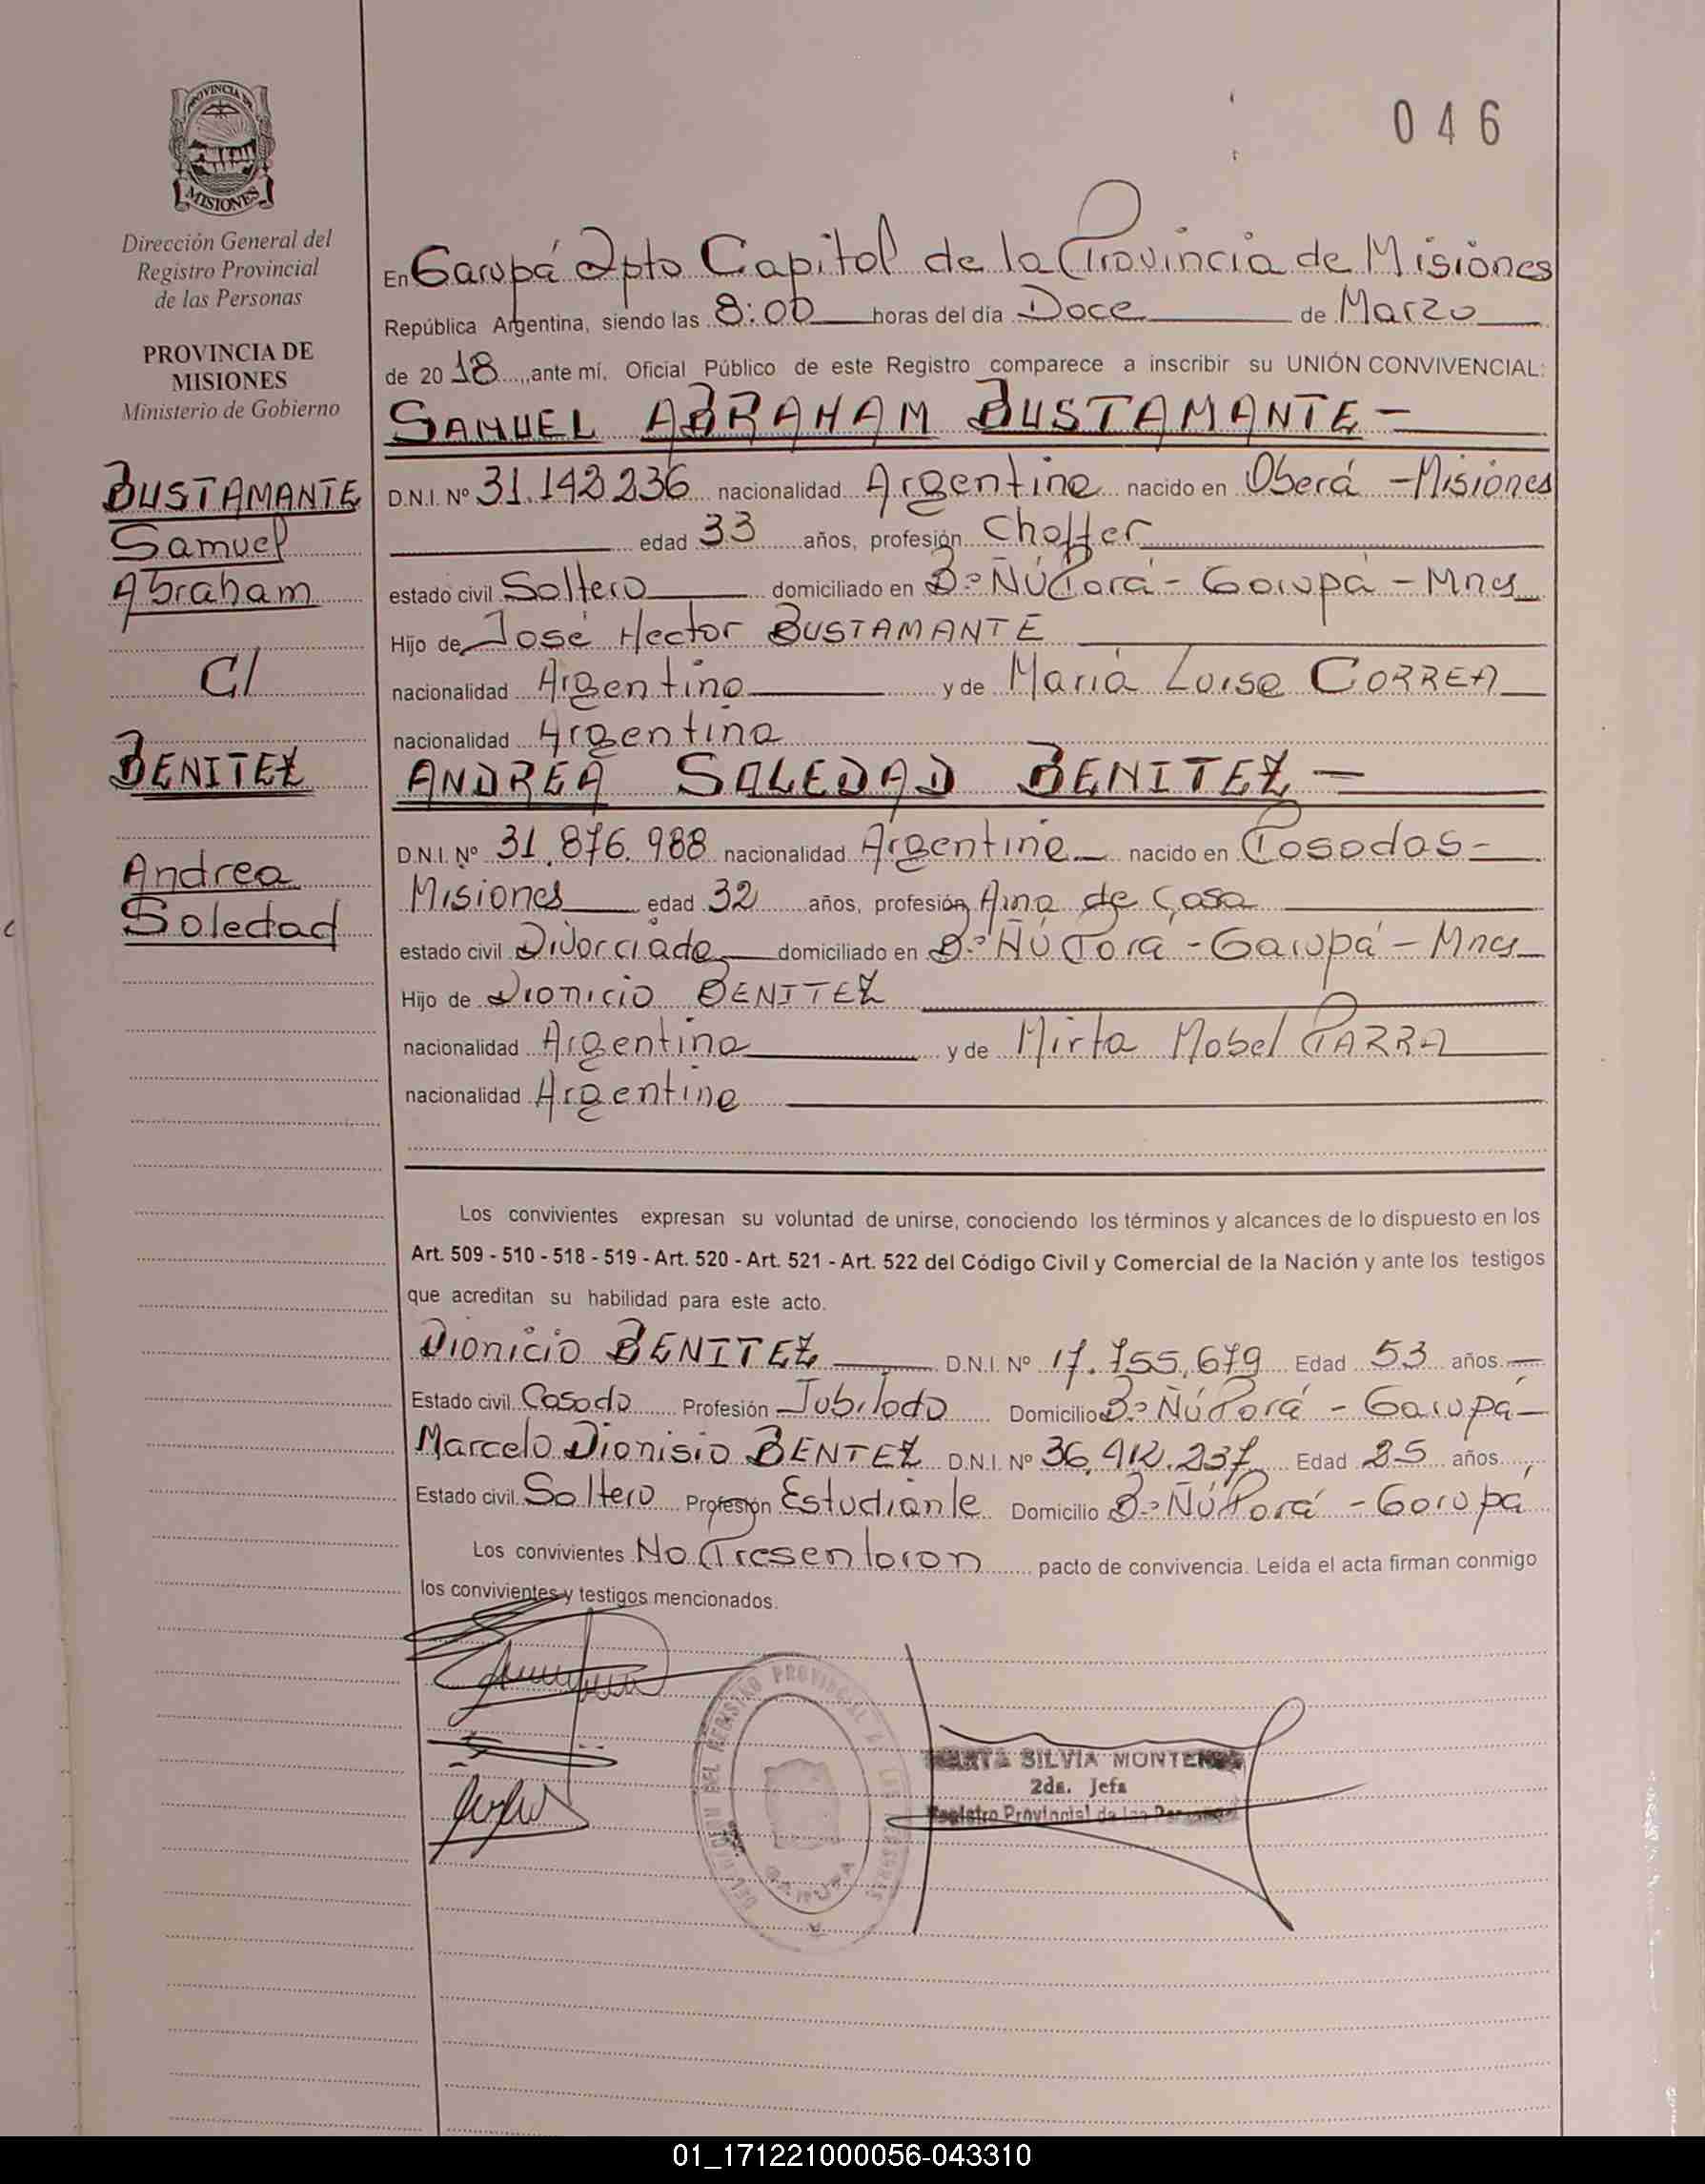 046
PROVINCIA DE
MISIONES
Dirección General del
Registro Provincial
de las Personas
PROVINCIA DE
MISIONES
Ministerio de Gobierno
BUSTAMANTE
Samuel
Abraham
C/
BENITEZ
Andrea
Soledad
En Garupá Dpto Capital de la Provincia de Misiones
República Argentina, siendo las 8:00 horas del día Doce de Marzo
de 2018, ante mí, Oficial Público de este Registro comparece a inscribir su UNIÓN CONVIVENCIAL:
SAMUEL ABRAHAM BUSTAMANTE -
D.N.I. Nº 31.142.236 nacionalidad Argentina nacido en Oberá - Misiones
edad 33 años, profesión Choffer
estado civil Soltero domiciliado en Bº Ñú Porá - Garupá - Mnes
Hijo de José Hector BUSTAMANTE
nacionalidad Argentina y de María Luisa CORREA
nacionalidad Argentina
ANDREA SOLEDAD BENITEZ -
D.N.I. Nº 31.876.988 nacionalidad Argentina nacido en Posadas -
Misiones edad 32 años, profesión Ama de Casa
estado civil Divorciada domiciliado en Bº Ñú Porá - Garupá - Mnes
Hijo de Dionicio BENITEZ
nacionalidad Argentina y de Mirta Mabel PARRA
nacionalidad Argentina
Los convivientes expresan su voluntad de unirse, conociendo los términos y alcances de lo dispuesto en los
Art. 509 - 510 - 518 - 519 - Art. 520 - Art. 521 - Art. 522 del Código Civil y Comercial de la Nación y ante los testigos
que acreditan su habilidad para este acto.
Dionicio BENITEZ D.N.I. Nº 17.755.679 Edad 53 años.
Estado civil Casado Profesión Jubilado Domicilio Bº Ñú Porá - Garupá -
Marcelo Dionisio BENTEZ D.N.I. Nº 36.412.237 Edad 25 años
Estado civil Soltero Profesión Estudiante Domicilio Bº Ñú Porá - Garupá
Los convivientes No Presentaron pacto de convivencia. Leída el acta firman conmigo
los convivientes y testigos mencionados.
SILVIA
2da. Jefa
Registro Provincial de las
01_171221000056-043310